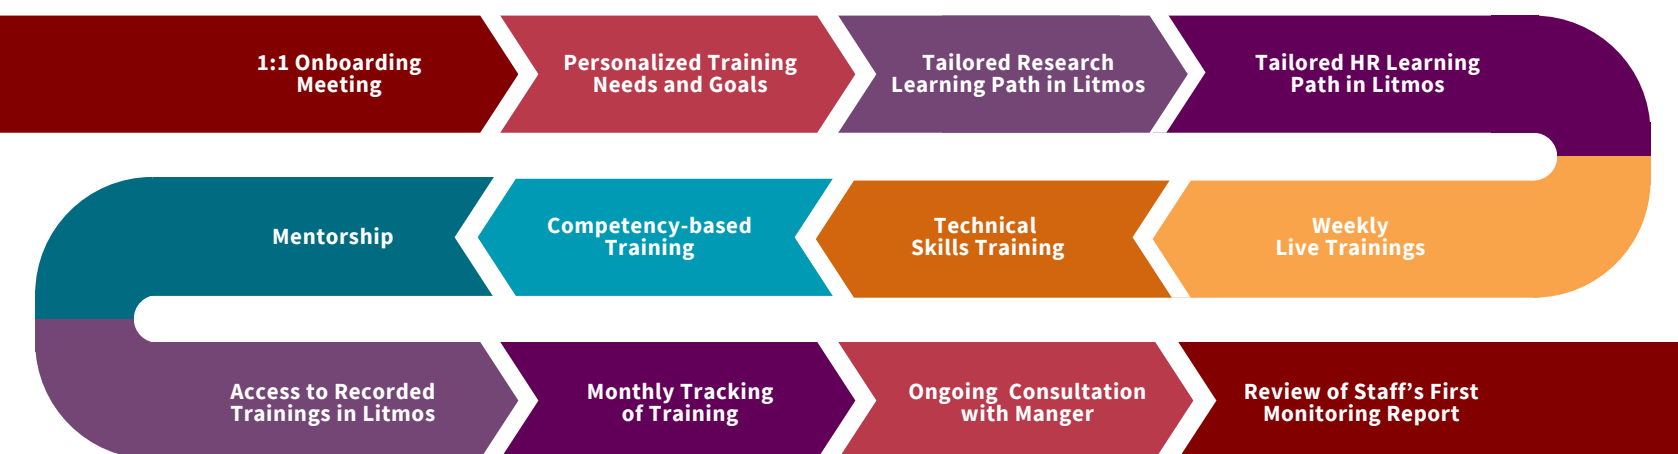 1:1 Onboarding
Meeting
Personalized Training
Needs and Goals
Tailored Research
Learning Path in Litmos
Tailored HR Learning
Path in Litmos
Weekly
Live Trainings
Technical
Skills Training
Competency-based
Training
Mentorship
Access to Recorded
Trainings in Litmos
Monthly Tracking
of Training
Ongoing  Consultation
with Manger
Review of Staff’s First
Monitoring Report